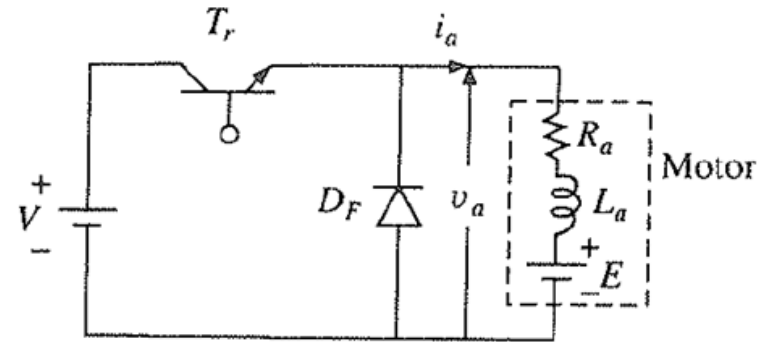 T_r
i_a
+
V
−
D_F
v_a
R_a
L_a
+
−
E
Motor